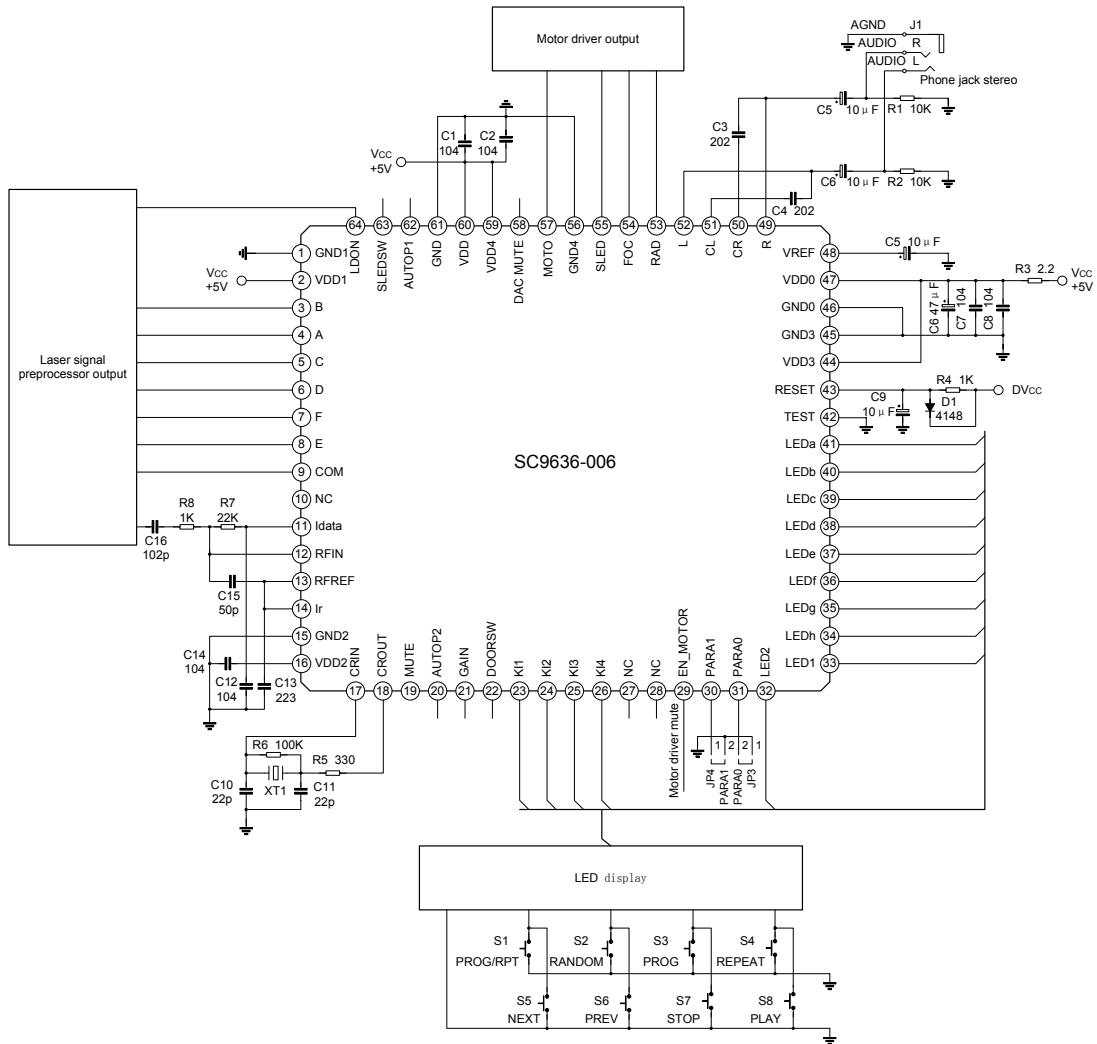 Motor driver output
AGND J1
AUDIO R
AUDIO L
Phone jack stereo
C5 10 μ F R1 10K
C3
202
C6 10 μ F R2 10K
C4 202
C1
104
C2
104
Vcc
+5V
64 63 62 61 60 59 58 57 56 55 54 53 52 51 50 49
LDON SLEDSW AUTOP1 GND VDD VDD4 DAC MUTE MOTO GND4 SLED FOC RAD L CL CR R
Laser signal
preprocessor output
Vcc
+5V
1 GND1
2 VDD1
3 B
4 A
5 C
6 D
7 F
8 E
9 COM
10 NC
11 Idata
12 RFIN
13 RFREF
14 Ir
15 GND2
16 VDD2
SC9636-006
VREF 48
VDD0 47
GND0 46
GND3 45
VDD3 44
RESET 43
TEST 42
LEDa 41
LEDb 40
LEDc 39
LEDd 38
LEDe 37
LEDf 36
LEDg 35
LEDh 34
LED1 33
C5 10 μ F
R3 2.2
Vcc
+5V
C6 47 μ F
C7 104
C8 104
R4 1K
DVcc
C9
10 μ F
D1
4148
R8
1K
R7
22K
C16
102p
C15
50p
C14
104
C12
104
C13
223
CRIN CROUT MUTE AUTOP2 GAIN DOORSW KI1 KI2 KI3 KI4 NC NC EN_MOTOR PARA1 PARA0 LED2
17 18 19 20 21 22 23 24 25 26 27 28 29 30 31 32
R6 100K
R5 330
C10
22p
XT1
C11
22p
Motor driver mute
1 2 2 1
JP4
PARA1
PARA0
JP3
LED display
S1
PROG/RPT
S2
RANDOM
S3
PROG
S4
REPEAT
S5
NEXT
S6
PREV
S7
STOP
S8
PLAY